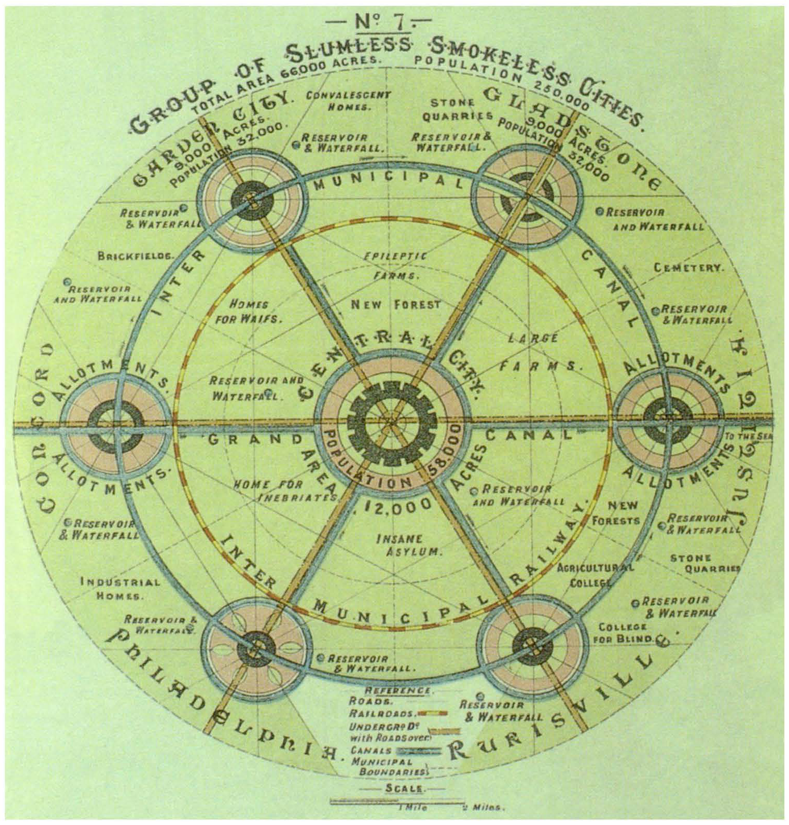 — Nº 7. —
GROUP OF SLUMLESS SMOKELESS CITIES.
TOTAL AREA 66000 ACRES. POPULATION 250.000
GARDEN CITY.
9,000 ACRES.
POPULATION 32.000.
CONVALESCENT
HOMES.
STONE
QUARRIES
GLADSTONE
9,000 ACRES.
POPULATION
32,000
RESERVOIR
& WATERFALL.
RESERVOIR &
WATERFALL.
RESERVOIR
& WATERFALL
RESERVOIR
AND WATERFALL
INTER MUNICIPAL CANAL
BRICKFIELDS.
EPILEPTIC
FARMS.
CEMETERY.
RESERVOIR
AND WATERFALL
HOMES
FOR WAIFS.
NEW FOREST
RESERVOIR
& WATERFALL
LARGE
FARMS.
CONCORD
ALLOTMENTS.
RESERVOIR AND
WATERFALL.
CENTRAL CITY.
ALLOTMENTS
JUSTITIA
GRAND CANAL
TO THE SEA
ALLOTMENTS.
POPULATION 58.000
AREA 12,000 ACRES
ALLOTMENTS
HOME FOR
INEBRIATES.
RESERVOIR
AND WATERFALL
NEW
FORESTS
RESERVOIR
& WATERFALL
RESERVOIR
& WATERFALL
INSANE
ASYLUM.
STONE
QUARRIES
INTER MUNICIPAL RAILWAY.
AGRICULTURAL
COLLEGE
INDUSTRIAL
HOMES.
RESERVOIR
& WATERFALL
RESERVOIR &
WATERFALL
COLLEGE
FOR BLIND.
PHILADELPHIA.
RESERVOIR
& WATERFALL.
RURISVILLE.
REFERENCE.
ROADS.
RAILROADS.
UNDERGRD Dº
with ROADS over
CANALS
MUNICIPAL
BOUNDARIES
RESERVOIR
& WATERFALL
— SCALE. —
1 Mile 2 Miles.